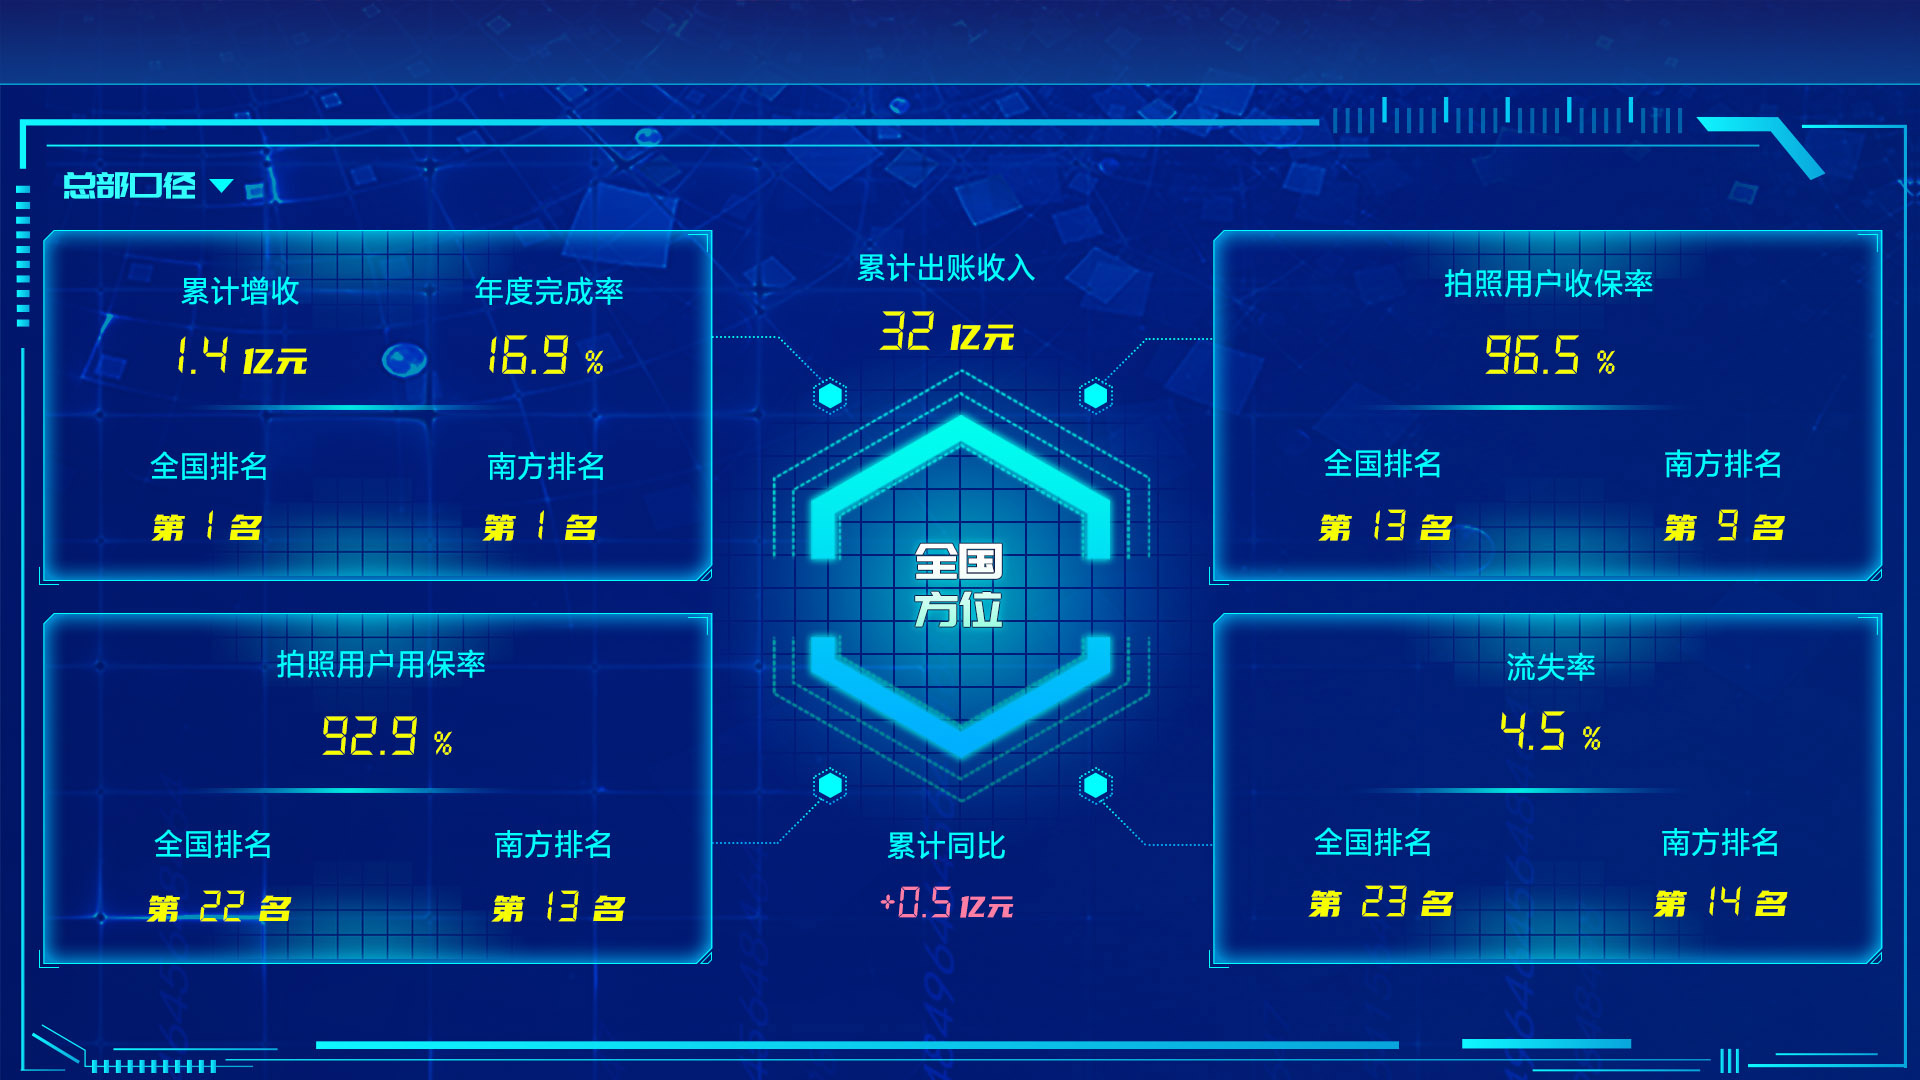 总部口径
累计增收
1.4 亿元
年度完成率
16.9 %
全国排名
第 1 名
南方排名
第 1 名
累计出账收入
32 亿元
拍照用户收保率
96.5 %
全国排名
第 13 名
南方排名
第 9 名
全国
方位
拍照用户用保率
92.9 %
全国排名
第 22 名
南方排名
第 13 名
累计同比
+0.5 亿元
流失率
4.5 %
全国排名
第 23 名
南方排名
第 14 名